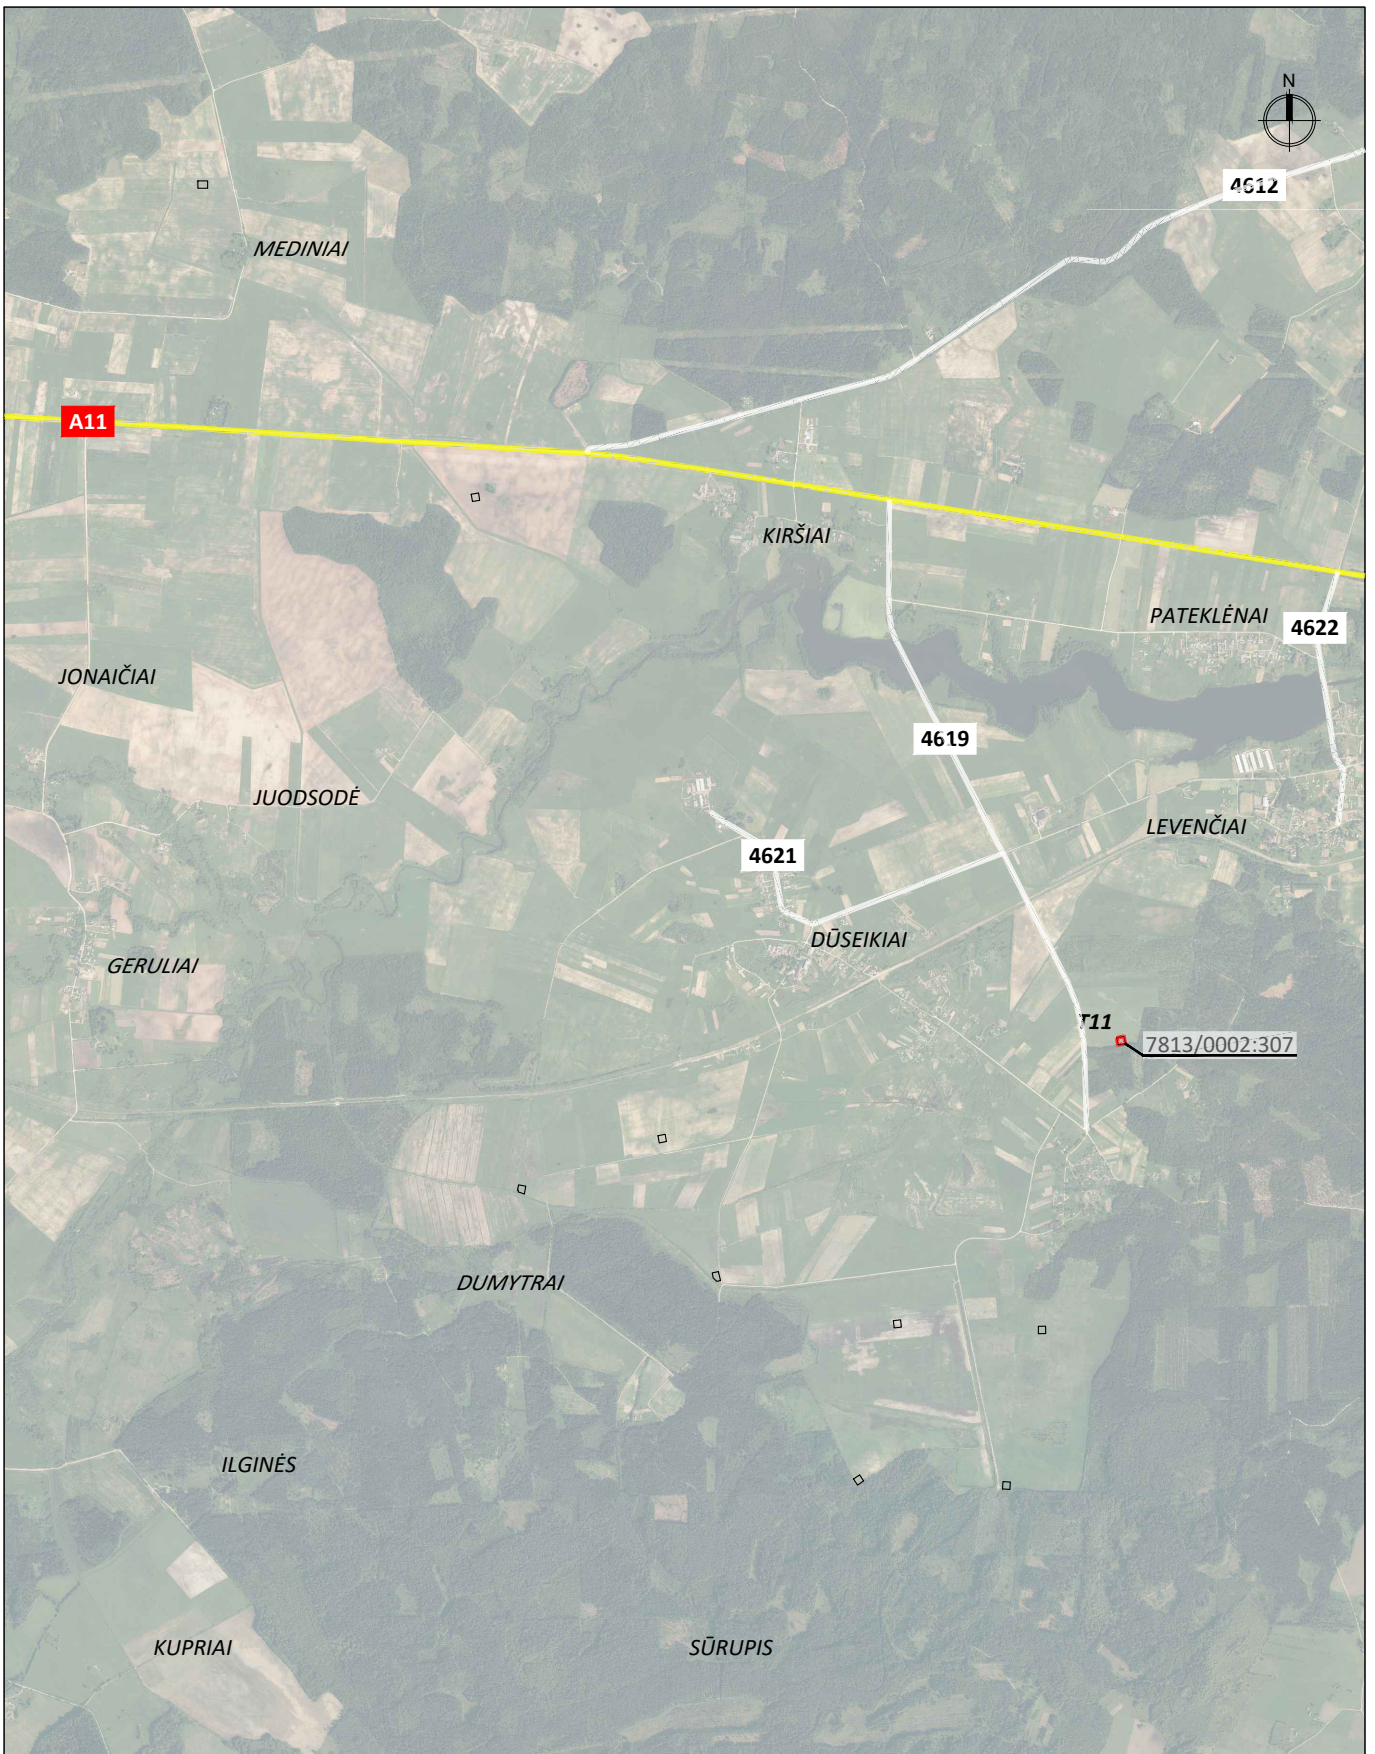 N
4612
MEDINIAI
A11
KIRŠIAI
PATEKLĖNAI
4622
JONAIČIAI
4619
JUODSODĖ
LEVENČIAI
4621
DŪSEIKIAI
GERULIAI
T11
7813/0002:307
DUMYTRAI
ILGINĖS
KUPRIAI
SŪRUPIS